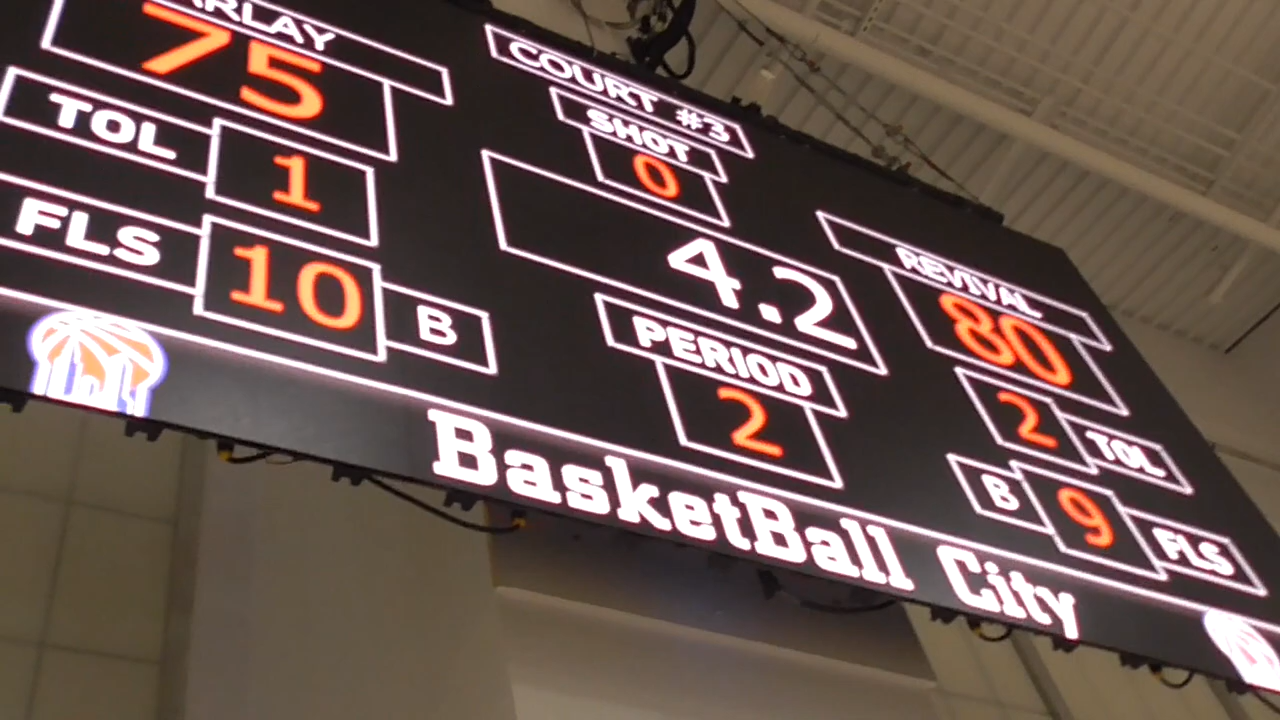 75
TOL 1
FLS 10 B
COURT #3
SHOT
0
4.2
PERIOD
2
REVIVAL
80
2 TOL
B 9 FLS
BasketBall City